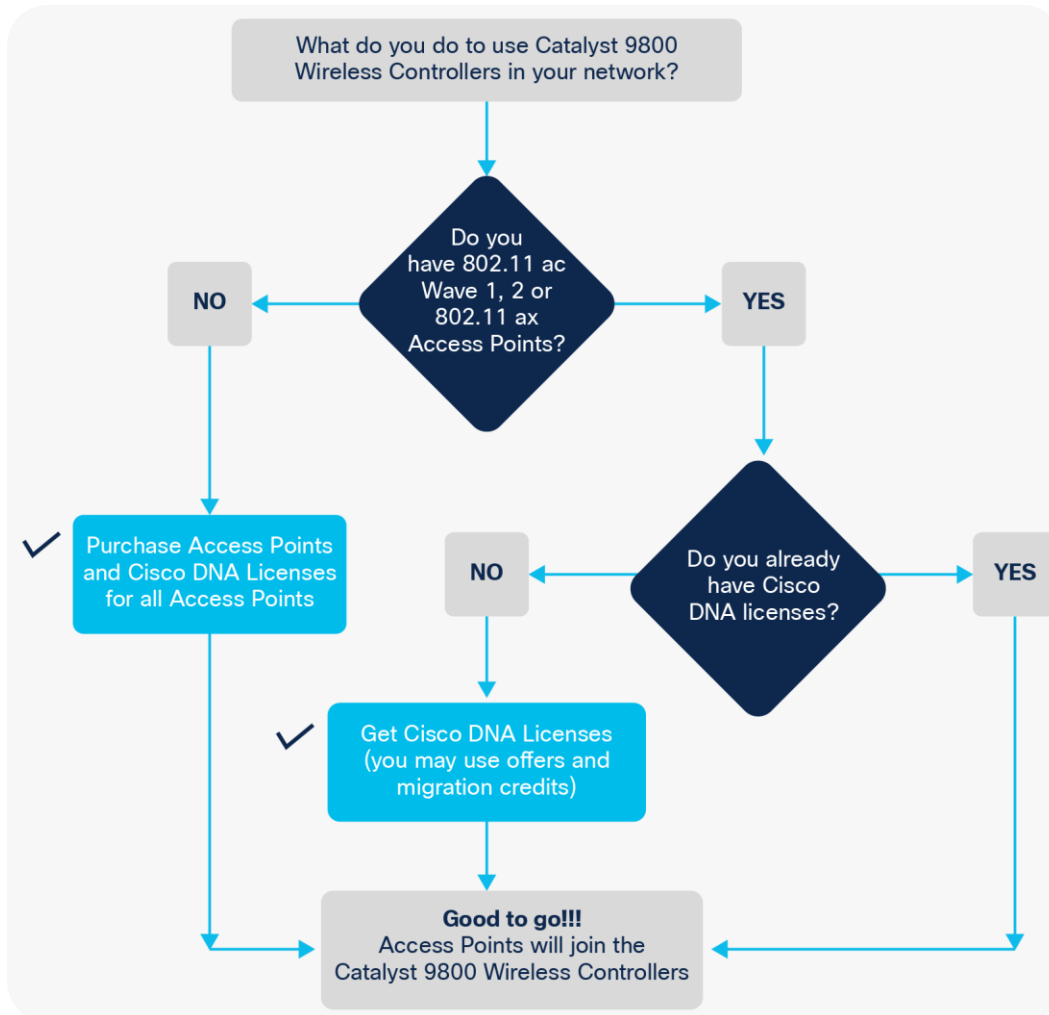 What do you do to use Catalyst 9800
Wireless Controllers in your network?
Do you
have 802.11 ac
Wave 1, 2 or
802.11 ax
Access Points?
NO
YES
Purchase Access Points
and Cisco DNA Licenses
for all Access Points
NO
Do you already
have Cisco
DNA licenses?
YES
Get Cisco DNA Licenses
(you may use offers and
migration credits)
Good to go!!!
Access Points will join the
Catalyst 9800 Wireless Controllers